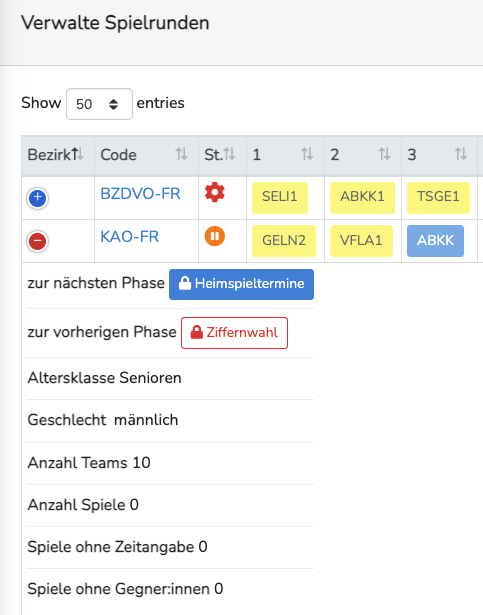 Verwalte Spielrunden
Show 50 entries
Bezirk Code St. 1 2 3
BZDVO-FR SELI1 ABKK1 TSGE1
KAO-FR GELN2 VFLA1 ABKK
zur nächsten Phase Heimspieltermine
zur vorherigen Phase Ziffernwahl
Altersklasse Senioren
Geschlecht männlich
Anzahl Teams 10
Anzahl Spiele 0
Spiele ohne Zeitangabe 0
Spiele ohne Gegner:innen 0